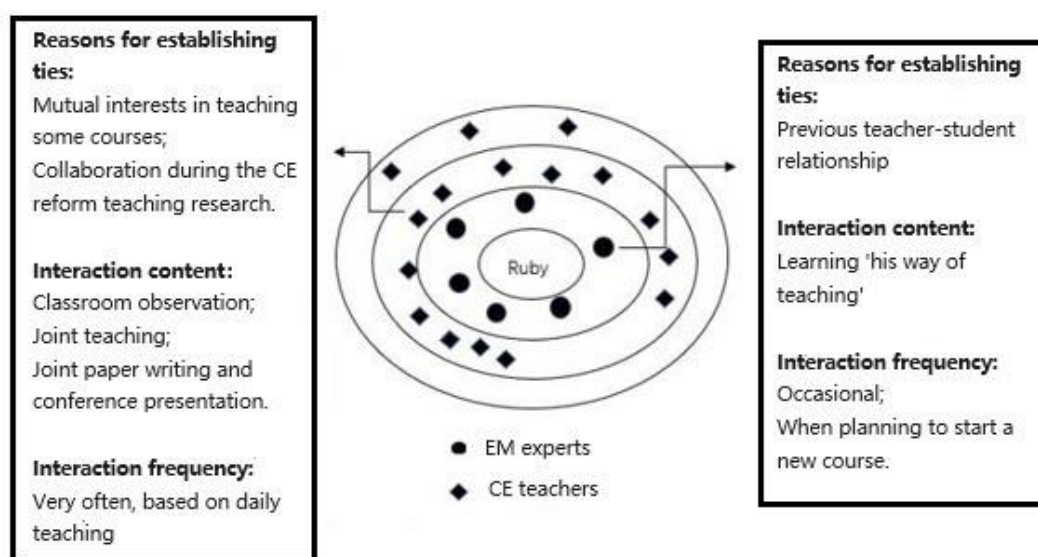 Reasons for establishing
ties:
Mutual interests in teaching
some courses;
Collaboration during the CE
reform teaching research.
Interaction content:
Classroom observation;
Joint teaching;
Joint paper writing and
conference presentation.
Interaction frequency:
Very often, based on daily
teaching
Ruby
EM experts
CE teachers
Reasons for establishing
ties:
Previous teacher-student
relationship
Interaction content:
Learning 'his way of
teaching'
Interaction frequency:
Occasional;
When planning to start a
new course.